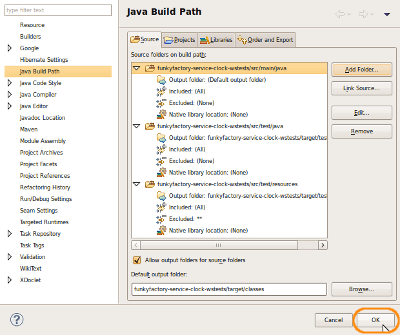 type filter text
Resource
Builders
Google
Hibernate Settings
Java Build Path
Java Code Style
Java Compiler
Java Editor
Javadoc Location
Maven
Module Assembly
Project Archives
Project Facets
Project References
Refactoring History
Run/Debug Settings
Seam Settings
Targeted Runtimes
Task Repository
Task Tags
Validation
WikiText
XDoclet
Java Build Path
Source
Projects
Libraries
Order and Export
Source folders on build path:
funkyfactory-service-clock-wstests/src/main/java
Output folder: (Default output folder)
Included: (All)
Excluded: (None)
Native library location: (None)
funkyfactory-service-clock-wstests/src/test/java
Output folder: funkyfactory-service-clock-wstests/target/tes
Included: (All)
Excluded: (None)
Native library location: (None)
funkyfactory-service-clock-wstests/src/test/resources
Output folder: funkyfactory-service-clock-wstests/target/tes
Included: (All)
Excluded: **
Native library location: (None)
Add Folder...
Link Source...
Edit...
Remove
Allow output folders for source folders
Default output folder:
funkyfactory-service-clock-wstests/target/classes
Browse...
Cancel
OK